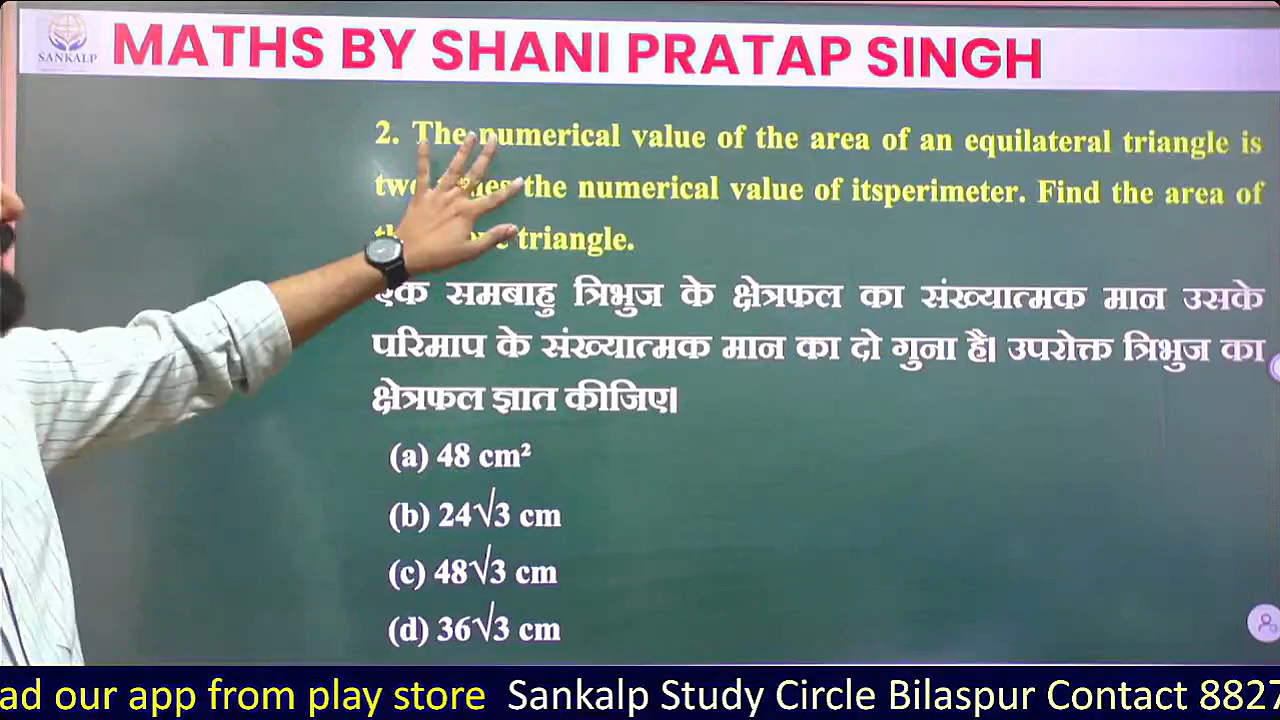 SANKALP
MATHS BY SHANI PRATAP SINGH
2. The numerical value of the area of an equilateral triangle is
the numerical value of itsperimeter. Find the area of
triangle.
एक समबाहु त्रिभुज के क्षेत्रफल का संख्यात्मक मान उसके
परिमाप के संख्यात्मक मान का दो गुना है। उपरोक्त त्रिभुज का
क्षेत्रफल ज्ञात कीजिए।
(a) 48 cm²
(b) 24√3 cm
(c) 48√3 cm
(d) 36√3 cm
ad our app from play store Sankalp Study Circle Bilaspur Contact 8827